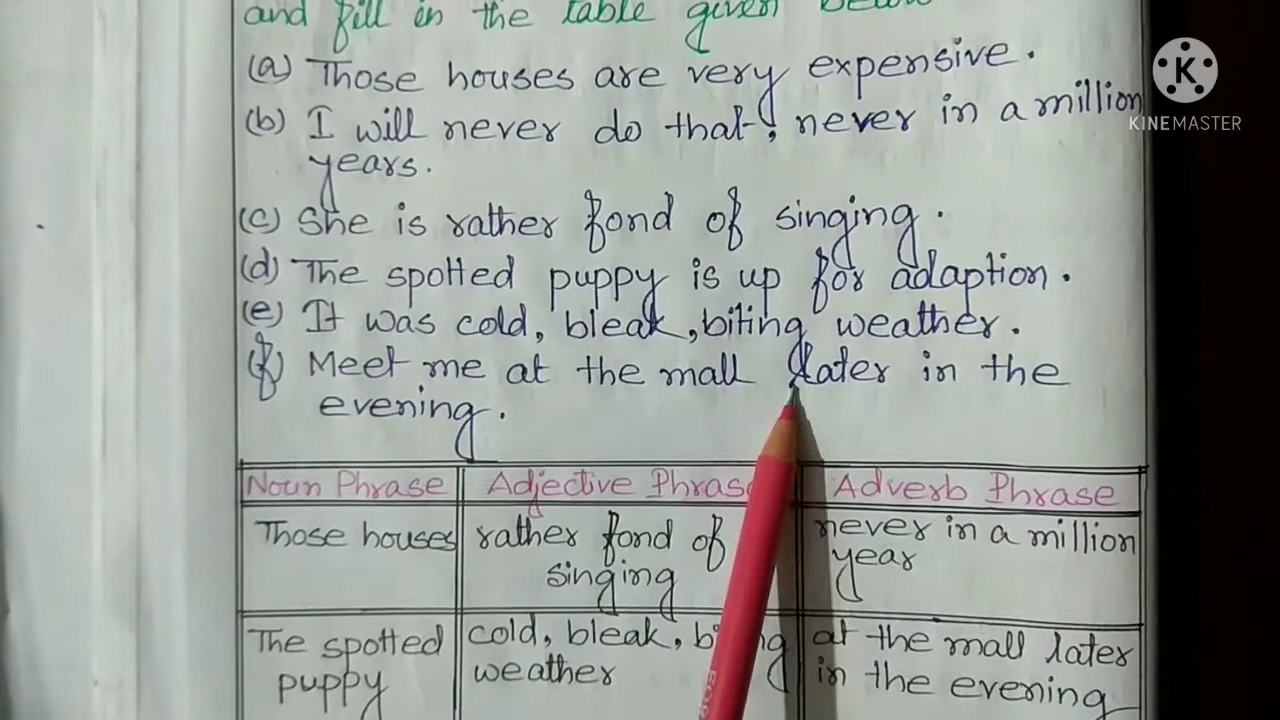 and fill in the table given below
(a) Those houses are very expensive.
(b) I will never do that, never in a million
years.
(c) She is rather fond of singing.
(d) The spotted puppy is up for adaption.
(e) It was cold, bleak, biting weather.
(f) Meet me at the mall later in the
evening.
K
KINEMASTER
Noun Phrase Adjective Phrase Adverb Phrase
Those houses rather fond of never in a million
singing year
The spotted cold, bleak, biting at the mall later
puppy weather in the evening